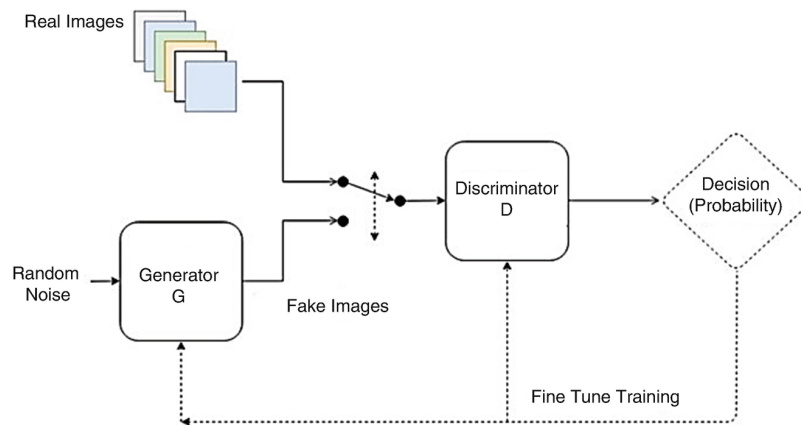 Real Images
Random
Noise
Generator
G
Fake Images
Discriminator
D
Decision
(Probability)
Fine Tune Training